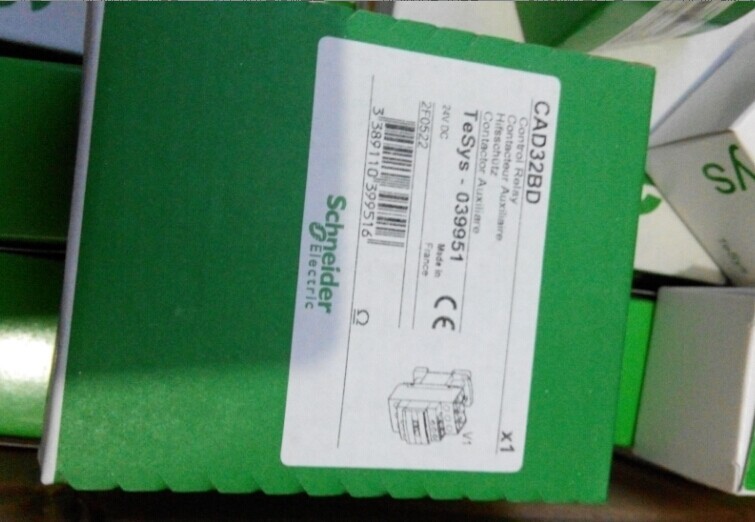 CAD32BD
x1
Control Relay
Contacteur Auxiliaire
Hilfsschütz
Contactor Auxiliare
V1
TeSys - 039951
24V DC
Made in
France
CE
2F0522
3 389110 399516
Schneider
Electric